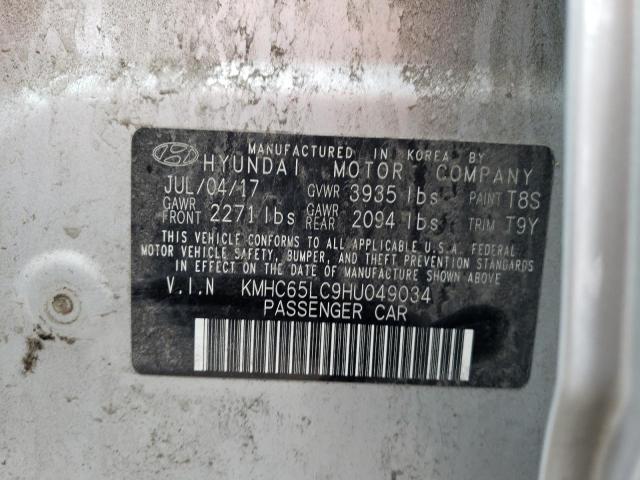 MANUFACTURED IN KOREA BY
HYUNDAI MOTOR COMPANY
JUL/04/17 GVWR 3935 lbs PAINT T8S
GAWR FRONT 2271 lbs GAWR REAR 2094 lbs TRIM T9Y
THIS VEHICLE CONFORMS TO ALL APPLICABLE U.S.A. FEDERAL
MOTOR VEHICLE SAFETY, BUMPER, AND THEFT PREVENTION STANDARDS
IN EFFECT ON THE DATE OF MANUFACTURE SHOWN ABOVE
V.I.N KMHC65LC9HU049034
PASSENGER CAR